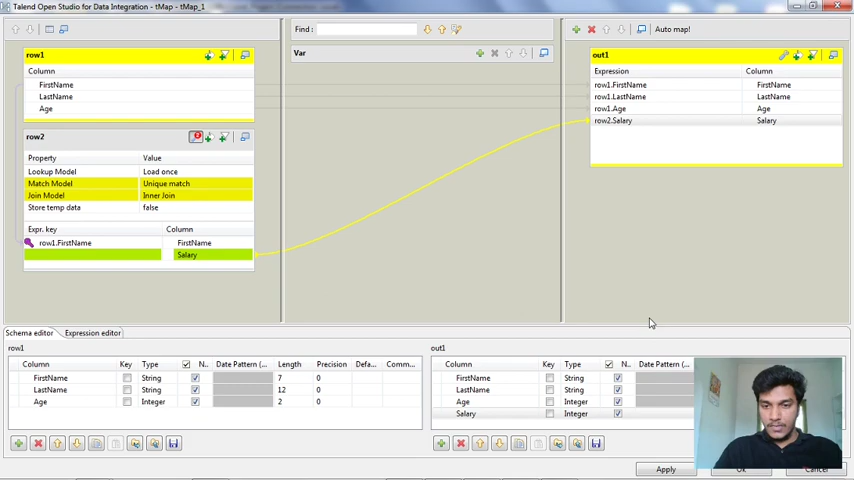 Talend Open Studio for Data Integration - tMap - tMap_1
Find :
Auto map!
row1
Column
FirstName
LastName
Age
row2
Property Value
Lookup Model Load once
Match Model Unique match
Join Model Inner Join
Store temp data false
Expr. key Column
row1.FirstName FirstName
Salary
Var
out1
Expression Column
row1.FirstName FirstName
row1.LastName LastName
row1.Age Age
row2.Salary Salary
Schema editor Expression editor
row1
Column Key Type N.. Date Pattern (... Length Precision Defa... Comm...
FirstName String 7 0
LastName String 12 0
Age Integer 2 0
out1
Column Key Type N.. Date Pattern (...
FirstName String
LastName String
Age Integer
Salary Integer
Apply Ok Cancel